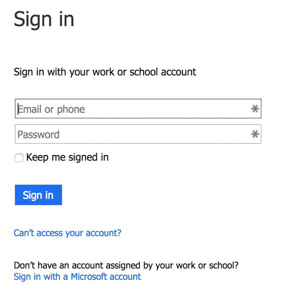 Sign in
Sign in with your work or school account
Email or phone
Password
Keep me signed in
Sign in
Can't access your account?
Don't have an account assigned by your work or school?
Sign in with a Microsoft account